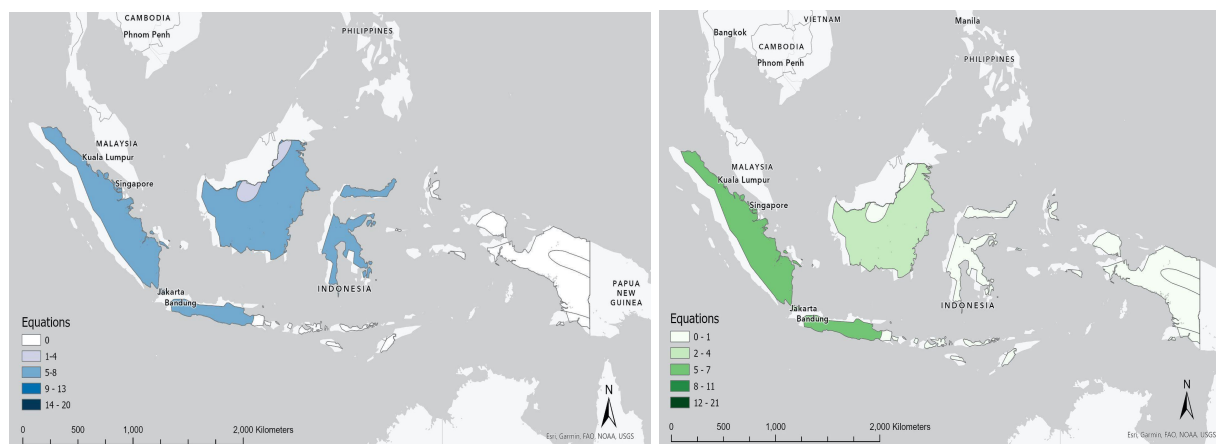 CAMBODIA
Phnom Penh
PHILIPPINES
MALAYSIA
Kuala Lumpur
Singapore
Jakarta
Bandung
INDONESIA
PAPUA
NEW
GUINEA
Equations
0
1-4
5-8
9 - 13
14 - 20
0 500 1,000 2,000 Kilometers
N
Esri, Garmin, FAO, NOAA, USGS
VIETNAM
Manila
Bangkok
CAMBODIA
Phnom Penh
PHILIPPINES
MALAYSIA
Kuala Lumpur
Singapore
Jakarta
Bandung
INDONESIA
PAPUA
NEW
GUINEA
Equations
0 - 1
2 - 4
5 - 7
8 - 11
12 - 21
0 500 1,000 2,000 Kilometers
N
Esri, Garmin, FAO, NOAA, USGS